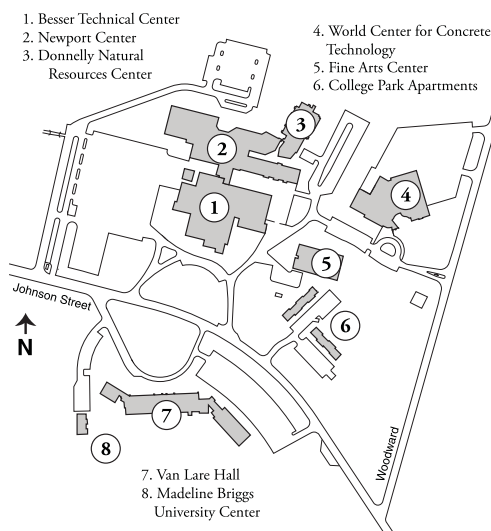 1. Besser Technical Center
2. Newport Center
3. Donnelly Natural
Resources Center
4. World Center for Concrete
Technology
5. Fine Arts Center
6. College Park Apartments
3
2
4
1
5
Johnson Street
N
6
7
8
Woodward
7. Van Lare Hall
8. Madeline Briggs
University Center